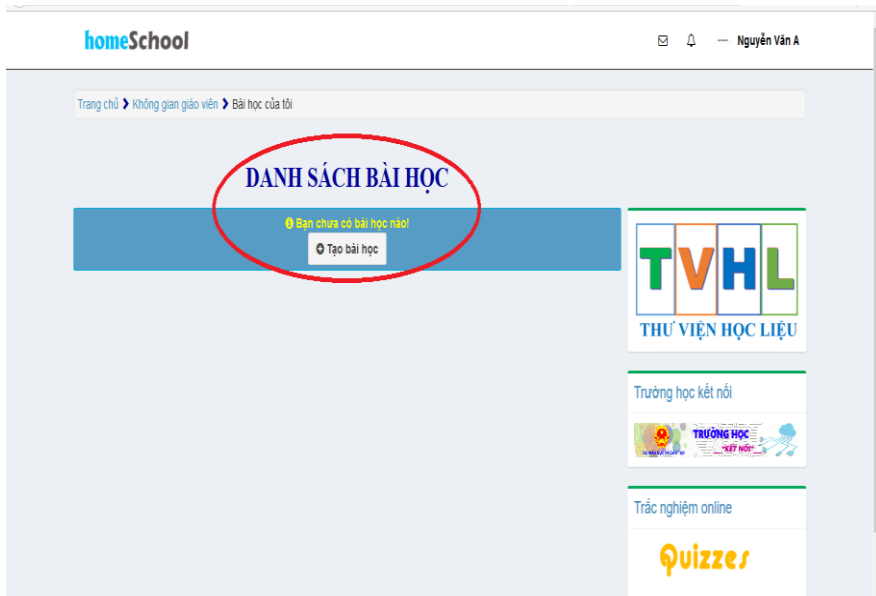 homeSchool
Nguyễn Văn A
Trang chủ ❯ Không gian giáo viên ❯ Bài học của tôi
DANH SÁCH BÀI HỌC
Bạn chưa có bài học nào!
Tạo bài học
TVHL
THƯ VIỆN HỌC LIỆU
Trường học kết nối
TRƯỜNG HỌC
"KẾT NỐI"
Trắc nghiệm online
Quizzes